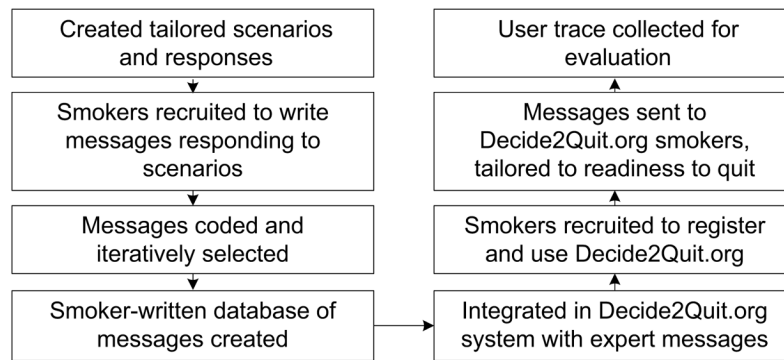 Created tailored scenarios
and responses
Smokers recruited to write
messages responding to
scenarios
Messages coded and
iteratively selected
Smoker-written database of
messages created
Integrated in Decide2Quit.org
system with expert messages
Smokers recruited to register
and use Decide2Quit.org
Messages sent to
Decide2Quit.org smokers,
tailored to readiness to quit
User trace collected for
evaluation